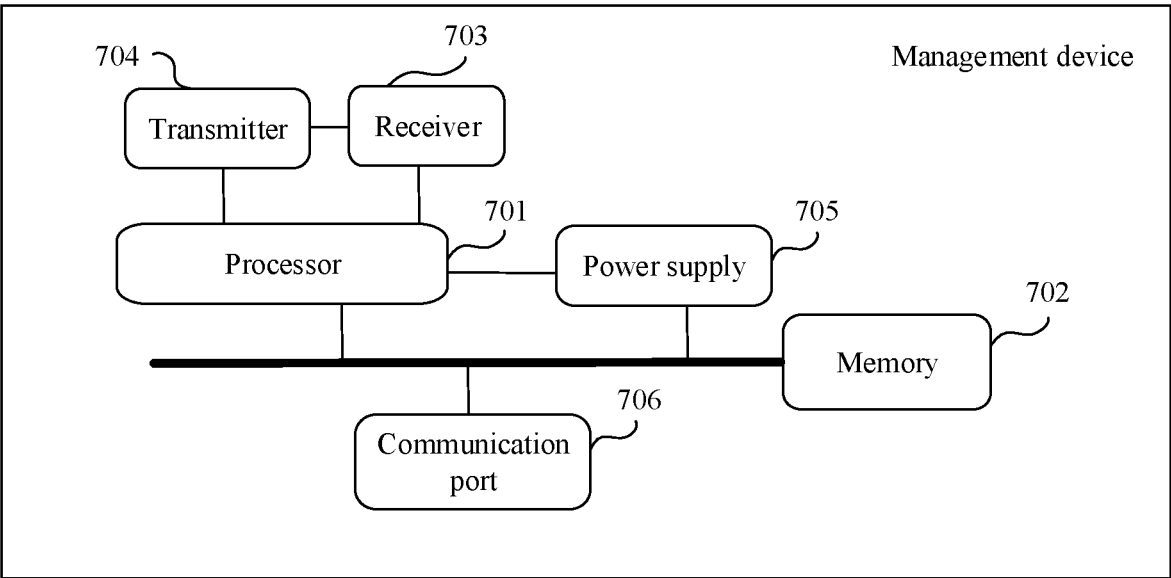 703
704
Management device
Transmitter
Receiver
701
705
Processor
Power supply
702
Memory
706
Communication
port